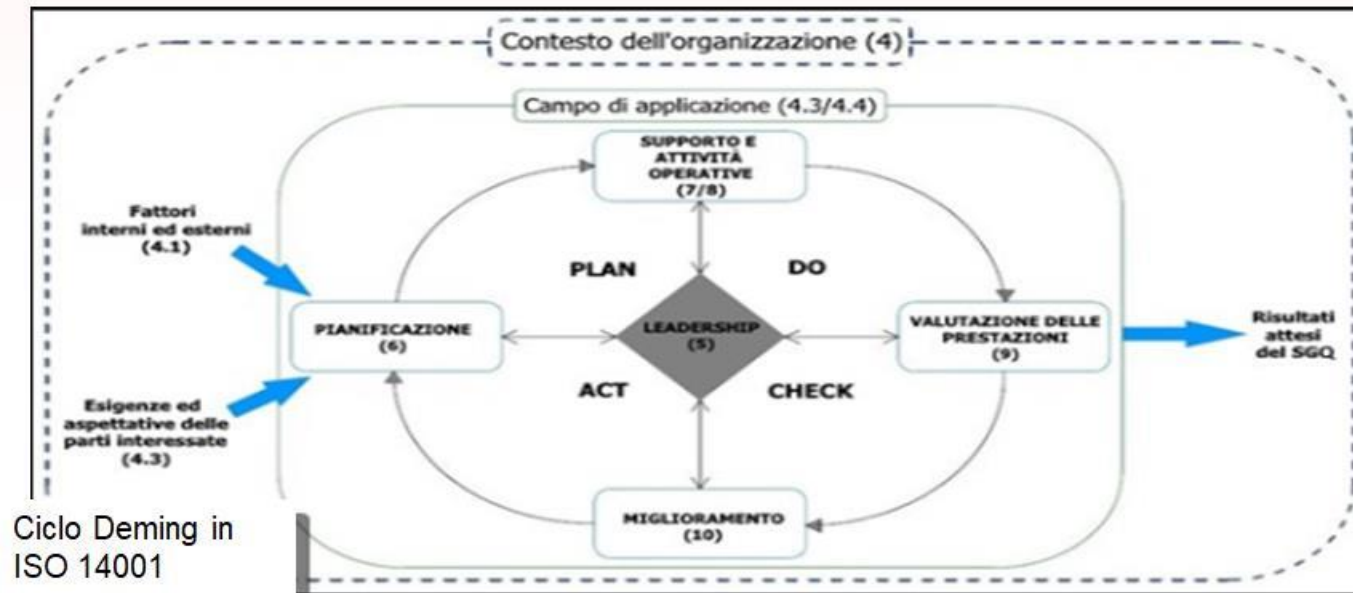 Contesto dell'organizzazione (4)
Campo di applicazione (4.3/4.4)
SUPPORTO E
ATTIVITÀ
OPERATIVE
(7/8)
Fattori
interni ed esterni
(4.1)
PLAN
DO
PIANIFICAZIONE
(6)
LEADERSHIP
(5)
VALUTAZIONE DELLE
PRESTAZIONI
(9)
Risultati
attesi
del SGQ
ACT
CHECK
Esigenze ed
aspettative delle
parti interessate
(4.3)
MIGLIORAMENTO
(10)
Ciclo Deming in
ISO 14001